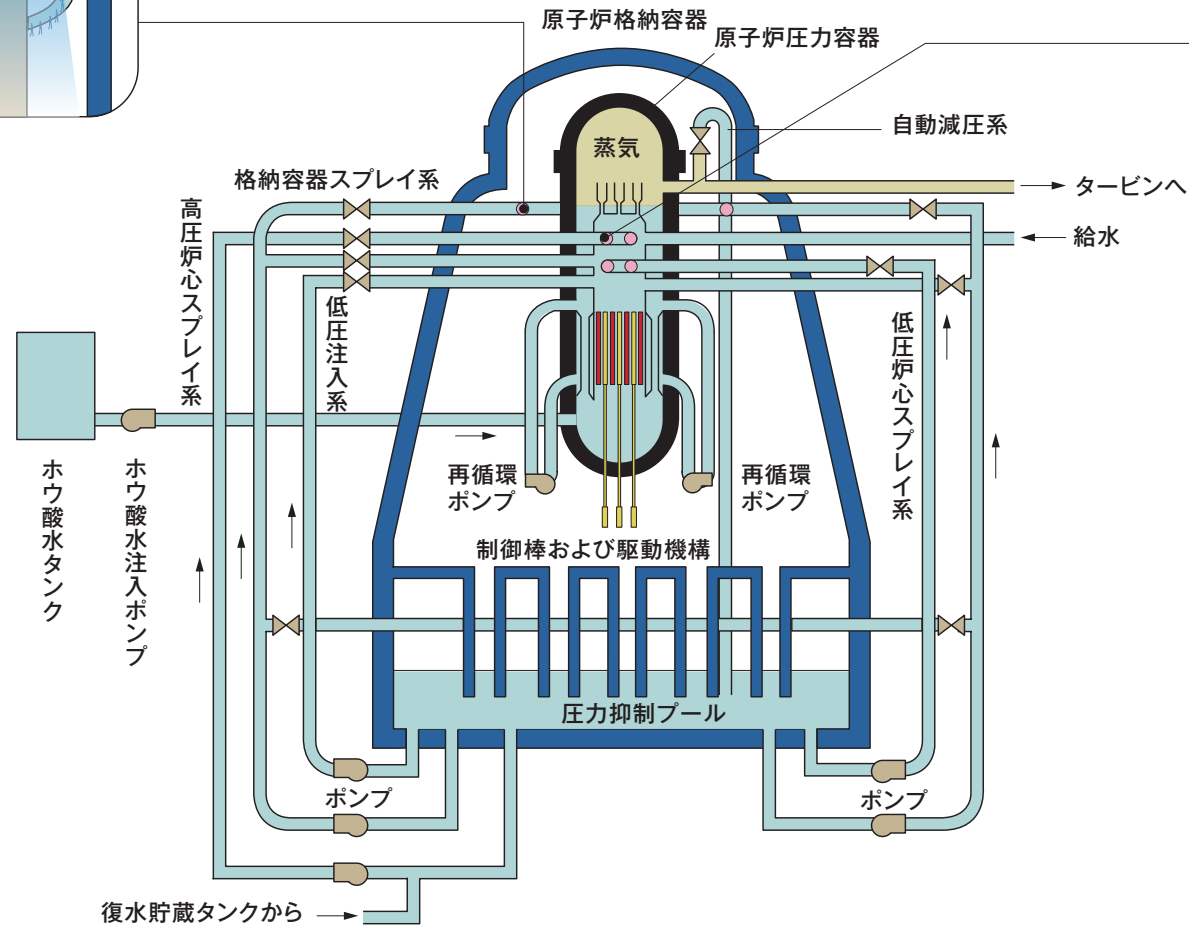 原子炉格納容器
原子炉圧力容器
自動減圧系
蒸気
格納容器スプレイ系
タービンへ
高圧炉心スプレイ系
給水
低圧注入系
低圧炉心スプレイ系
ホウ酸水タンク
ホウ酸水注入ポンプ
再循環
ポンプ
再循環
ポンプ
制御棒および駆動機構
圧力抑制プール
ポンプ
ポンプ
復水貯蔵タンクから